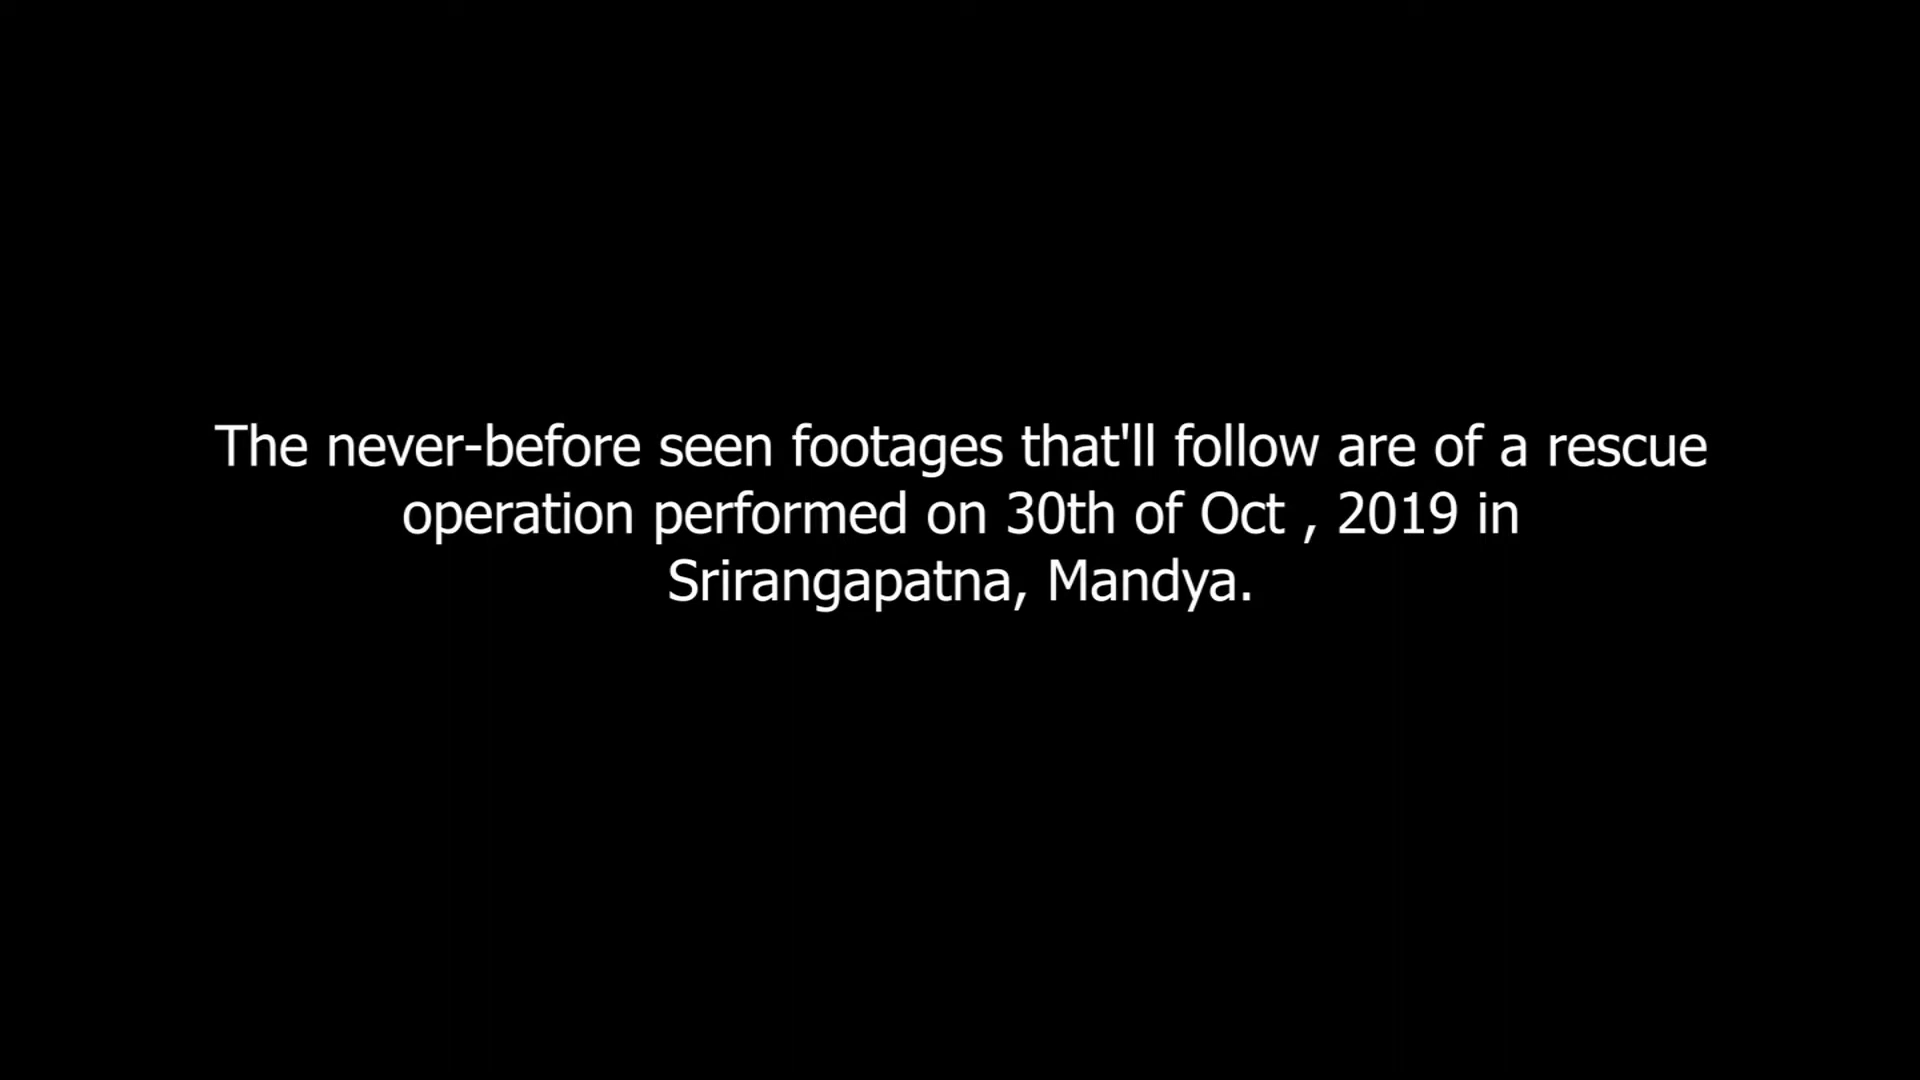 The never-before seen footages that'll follow are of a rescue
operation performed on 30th of Oct , 2019 in
Srirangapatna, Mandya.